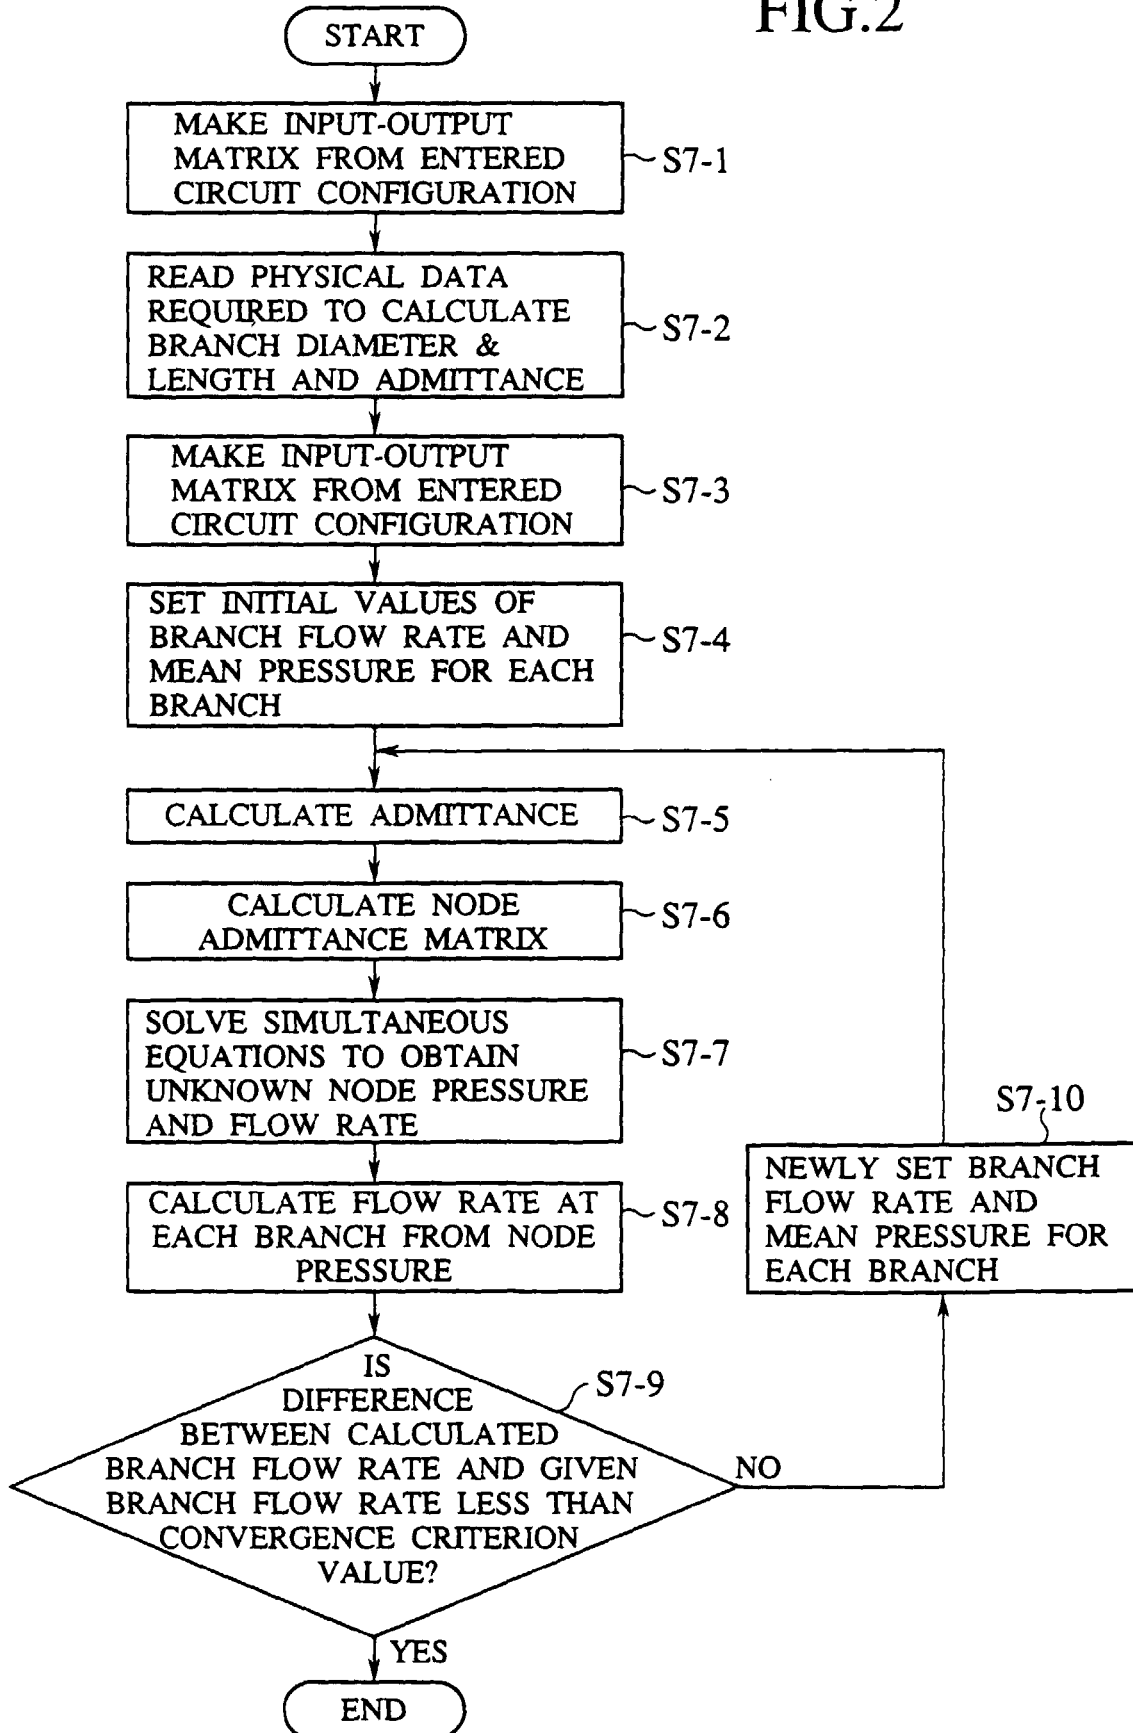 FIG.2
START
MAKE INPUT-OUTPUT
MATRIX FROM ENTERED
CIRCUIT CONFIGURATION
S7-1
READ PHYSICAL DATA
REQUIRED TO CALCULATE
BRANCH DIAMETER &
LENGTH AND ADMITTANCE
S7-2
MAKE INPUT-OUTPUT
MATRIX FROM ENTERED
CIRCUIT CONFIGURATION
S7-3
SET INITIAL VALUES OF
BRANCH FLOW RATE AND
MEAN PRESSURE FOR EACH
BRANCH
S7-4
CALCULATE ADMITTANCE
S7-5
CALCULATE NODE
ADMITTANCE MATRIX
S7-6
SOLVE SIMULTANEOUS
EQUATIONS TO OBTAIN
UNKNOWN NODE PRESSURE
AND FLOW RATE
S7-7
CALCULATE FLOW RATE AT
EACH BRANCH FROM NODE
PRESSURE
S7-8
S7-10
NEWLY SET BRANCH
FLOW RATE AND
MEAN PRESSURE FOR
EACH BRANCH
IS
DIFFERENCE
BETWEEN CALCULATED
BRANCH FLOW RATE AND GIVEN
BRANCH FLOW RATE LESS THAN
CONVERGENCE CRITERION
VALUE?
S7-9
NO
YES
END